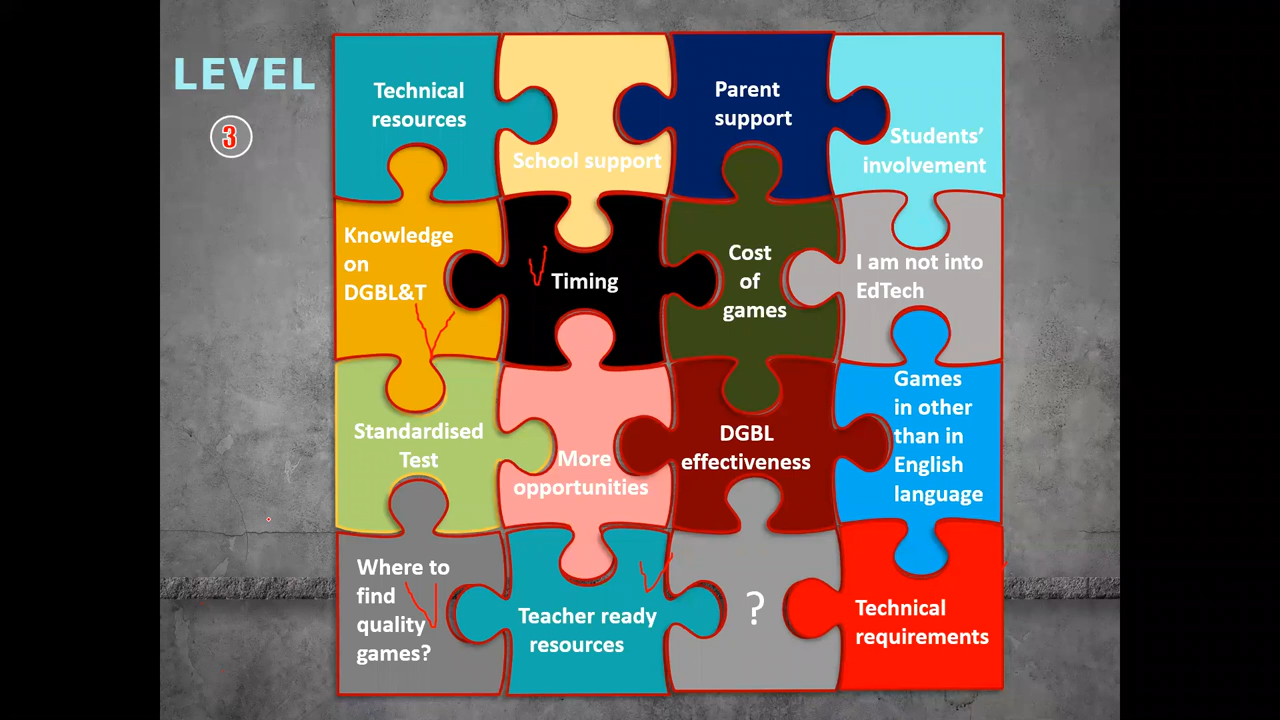 LEVEL
3
Technical
resources
School support
Parent
support
Students’
involvement
Knowledge
on
DGBL&T
Timing
Cost
of
games
I am not into
EdTech
Standardised
Test
More
opportunities
DGBL
effectiveness
Games
in other
than in
English
language
Where to
find
quality
games?
Teacher ready
resources
?
Technical
requirements